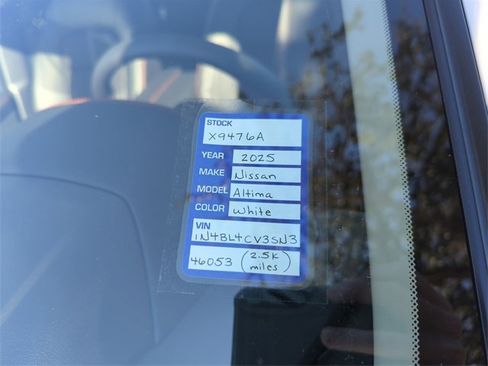 STOCK
X9476A
YEAR 2025
MAKE Nissan
MODEL Altima
COLOR White
VIN
1N4BL4CV3SN3
46053 (2.5K miles)